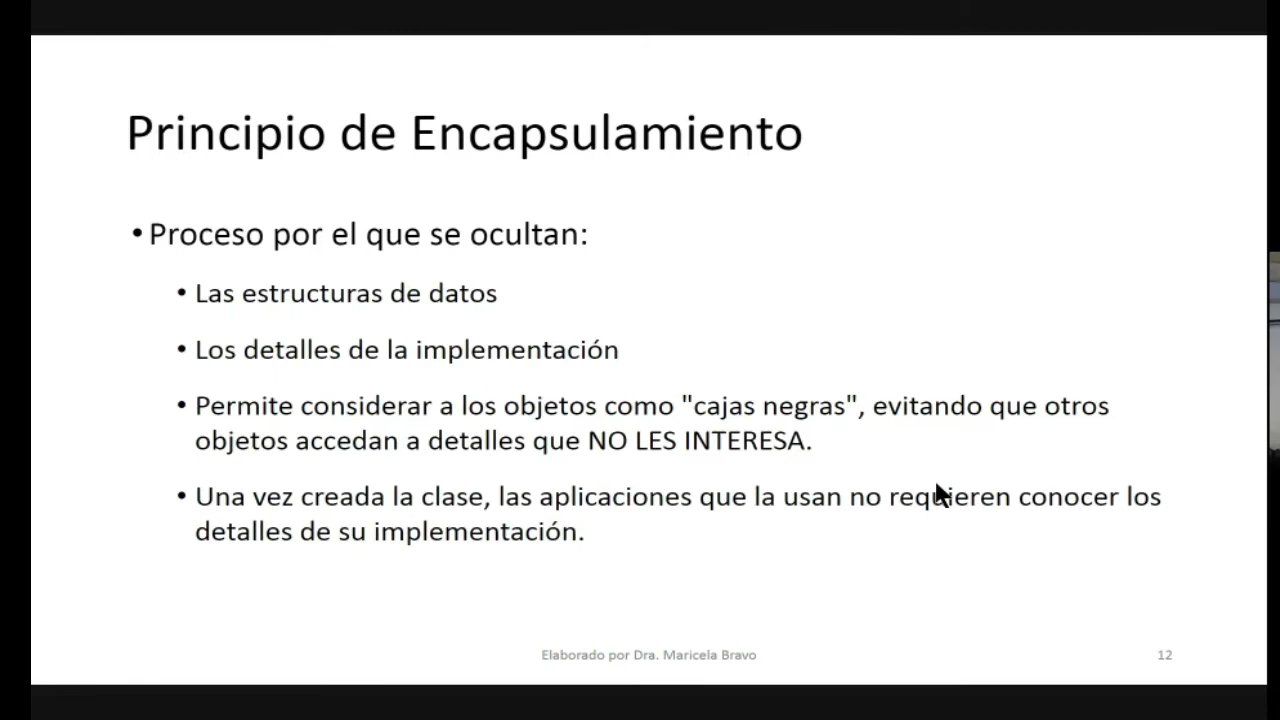 Principio de Encapsulamiento
•Proceso por el que se ocultan:
• Las estructuras de datos
• Los detalles de la implementación
• Permite considerar a los objetos como "cajas negras", evitando que otros
objetos accedan a detalles que NO LES INTERESA.
• Una vez creada la clase, las aplicaciones que la usan no requieren conocer los
detalles de su implementación.
Elaborado por Dra. Maricela Bravo
12